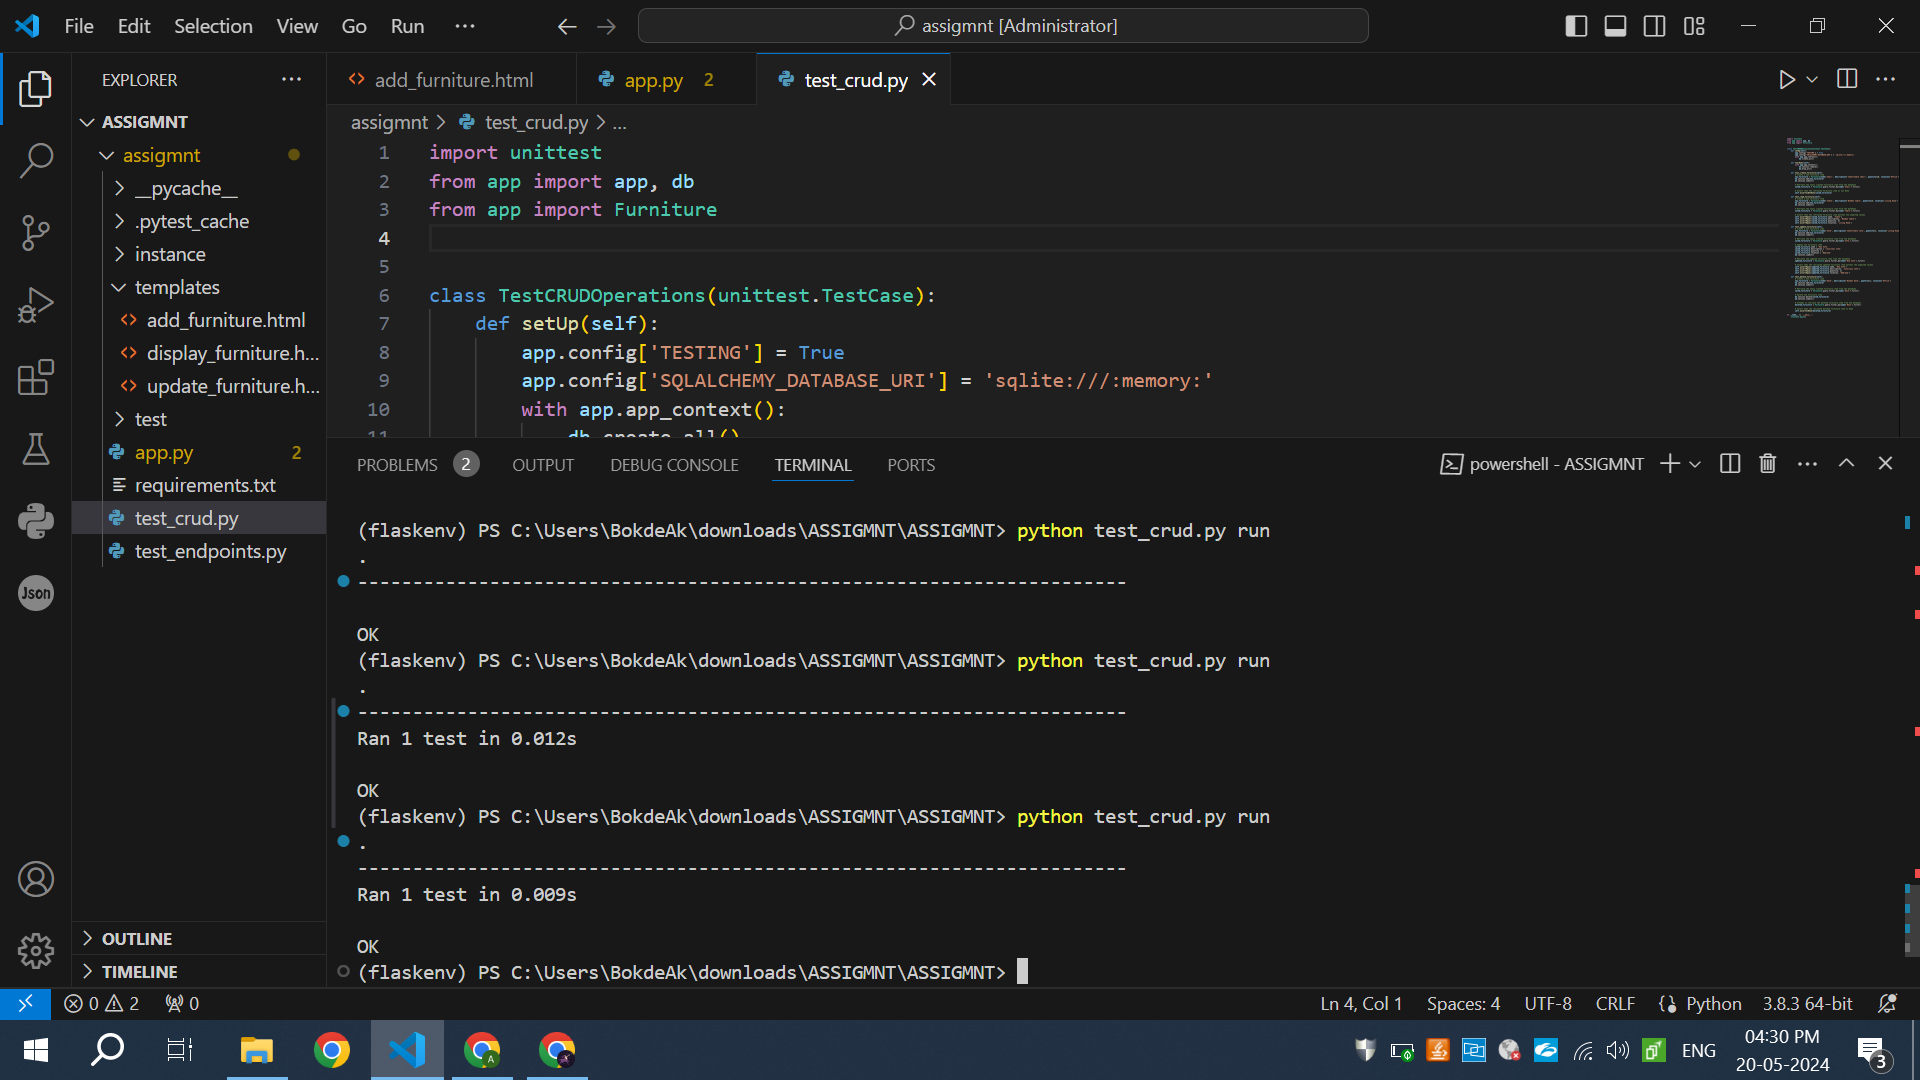 File Edit Selection View Go Run ...
assigmnt [Administrator]
EXPLORER ...
ASSIGMNT
assigmnt
__pycache__
.pytest_cache
instance
templates
add_furniture.html
display_furniture.h...
update_furniture.h...
test
app.py 2
requirements.txt
test_crud.py
test_endpoints.py
Json
OUTLINE
TIMELINE
add_furniture.html app.py 2 test_crud.py
assigmnt > test_crud.py > ...
1 import unittest
2 from app import app, db
3 from app import Furniture
4
5
6 class TestCRUDOperations(unittest.TestCase):
7 def setUp(self):
8 app.config['TESTING'] = True
9 app.config['SQLALCHEMY_DATABASE_URI'] = 'sqlite:///:memory:'
10 with app.app_context():
11 db.create_all()
PROBLEMS 2 OUTPUT DEBUG CONSOLE TERMINAL PORTS
powershell - ASSIGMNT
(flaskenv) PS C:\Users\BokdeAk\downloads\ASSIGMNT\ASSIGMNT> python test_crud.py run
.
----------------------------------------------------------------------
OK
(flaskenv) PS C:\Users\BokdeAk\downloads\ASSIGMNT\ASSIGMNT> python test_crud.py run
.
----------------------------------------------------------------------
Ran 1 test in 0.012s
OK
(flaskenv) PS C:\Users\BokdeAk\downloads\ASSIGMNT\ASSIGMNT> python test_crud.py run
.
----------------------------------------------------------------------
Ran 1 test in 0.009s
OK
(flaskenv) PS C:\Users\BokdeAk\downloads\ASSIGMNT\ASSIGMNT>
0 2 0
Ln 4, Col 1 Spaces: 4 UTF-8 CRLF Python 3.8.3 64-bit
A
ENG
04:30 PM
20-05-2024
3